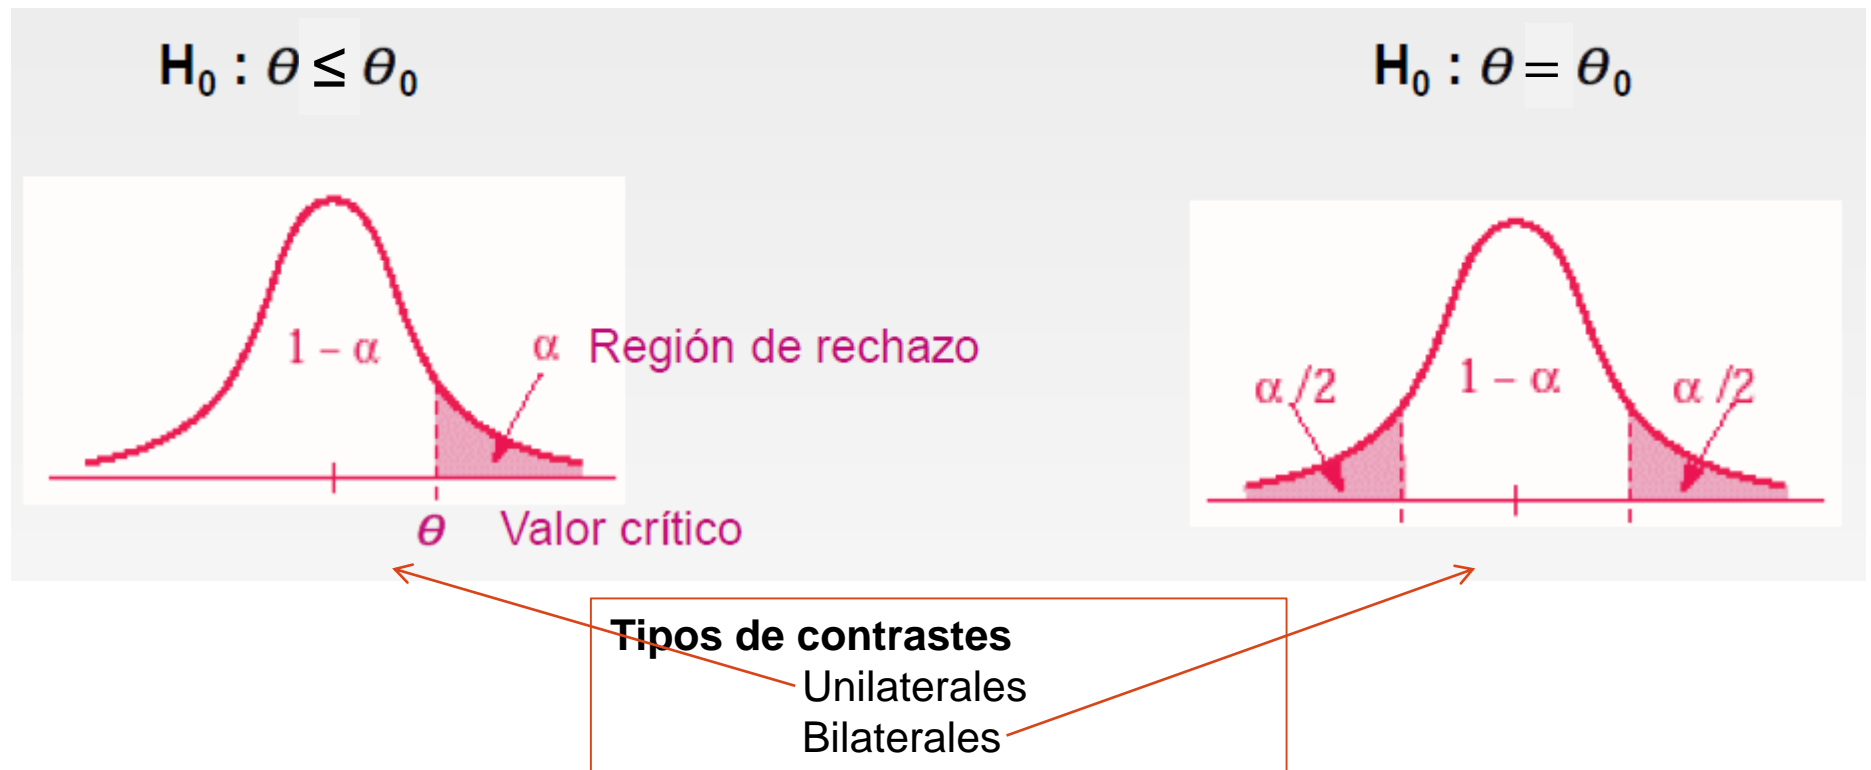 H₀ : θ ≤ θ₀
H₀ : θ = θ₀
1 – α
α Región de rechazo
θ Valor crítico
α /2
1 – α
α /2
Tipos de contrastes
Unilaterales
Bilaterales